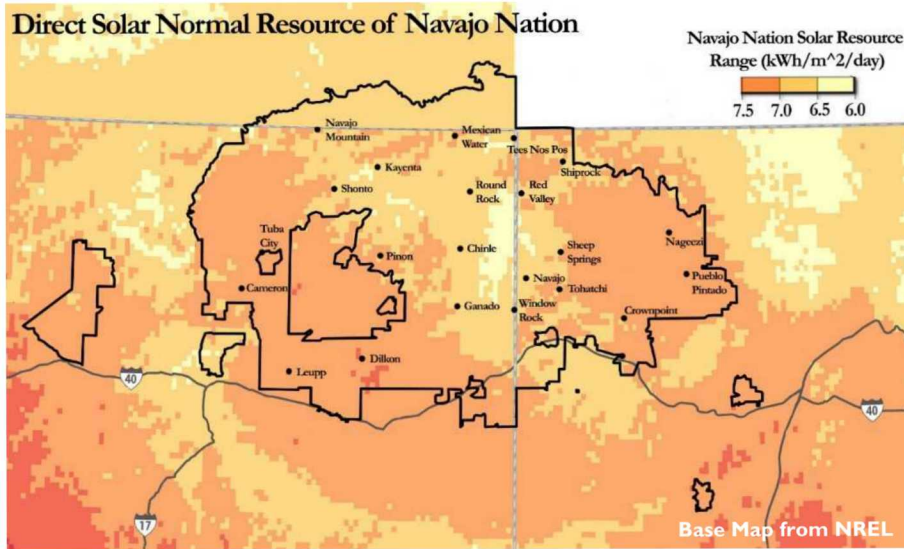 Direct Solar Normal Resource of Navajo Nation
Navajo Nation Solar Resource
Range (kWh/m^2/day)
7.5 7.0 6.5 6.0
Navajo
Mountain
Mexican
Water
Tees Nos Pos
Shiprock
Kayenta
Shonto
Round
Rock
Red
Valley
Tuba
City
Chinle
Pinon
Sheep
Springs
Nageezi
Cameron
Navajo
Tohatchi
Pueblo
Pintado
Ganado
Window
Rock
Crownpoint
Dilkon
Leupp
40
40
17
Base Map from NREL